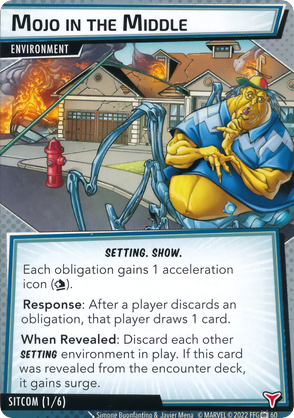 MOJO IN THE MIDDLE
ENVIRONMENT
SETTING. SHOW.
Each obligation gains 1 acceleration
icon ( ).
Response: After a player discards an
obligation, that player draws 1 card.
When Revealed: Discard each other
SETTING environment in play. If this card
was revealed from the encounter deck,
it gains surge.
SITCOM (1/6)
Simone Buonfantino & Javier Mena © MARVEL © 2022 FFG 60